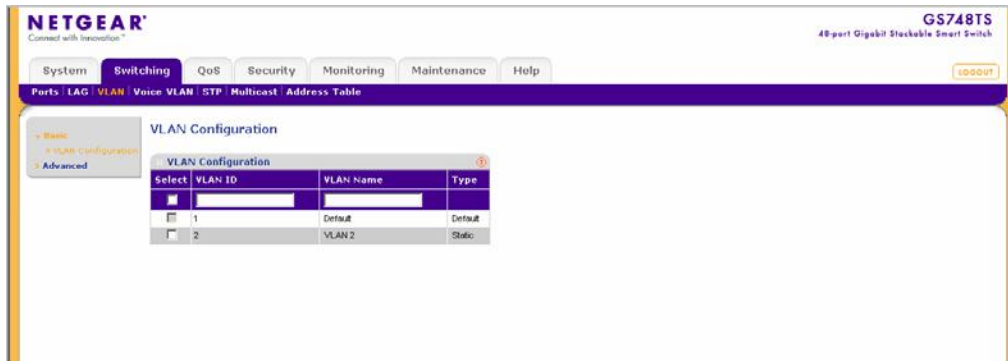 NETGEAR®
Connect with Innovation™
GS748TS
48-port Gigabit Stackable Smart Switch
System Switching QoS Security Monitoring Maintenance Help
LOGOUT
Ports LAG VLAN Voice VLAN STP Multicast Address Table
Basic
VLAN Configuration
Advanced
VLAN Configuration
VLAN Configuration ?
Select VLAN ID VLAN Name Type
1 Default Default
2 VLAN 2 Static